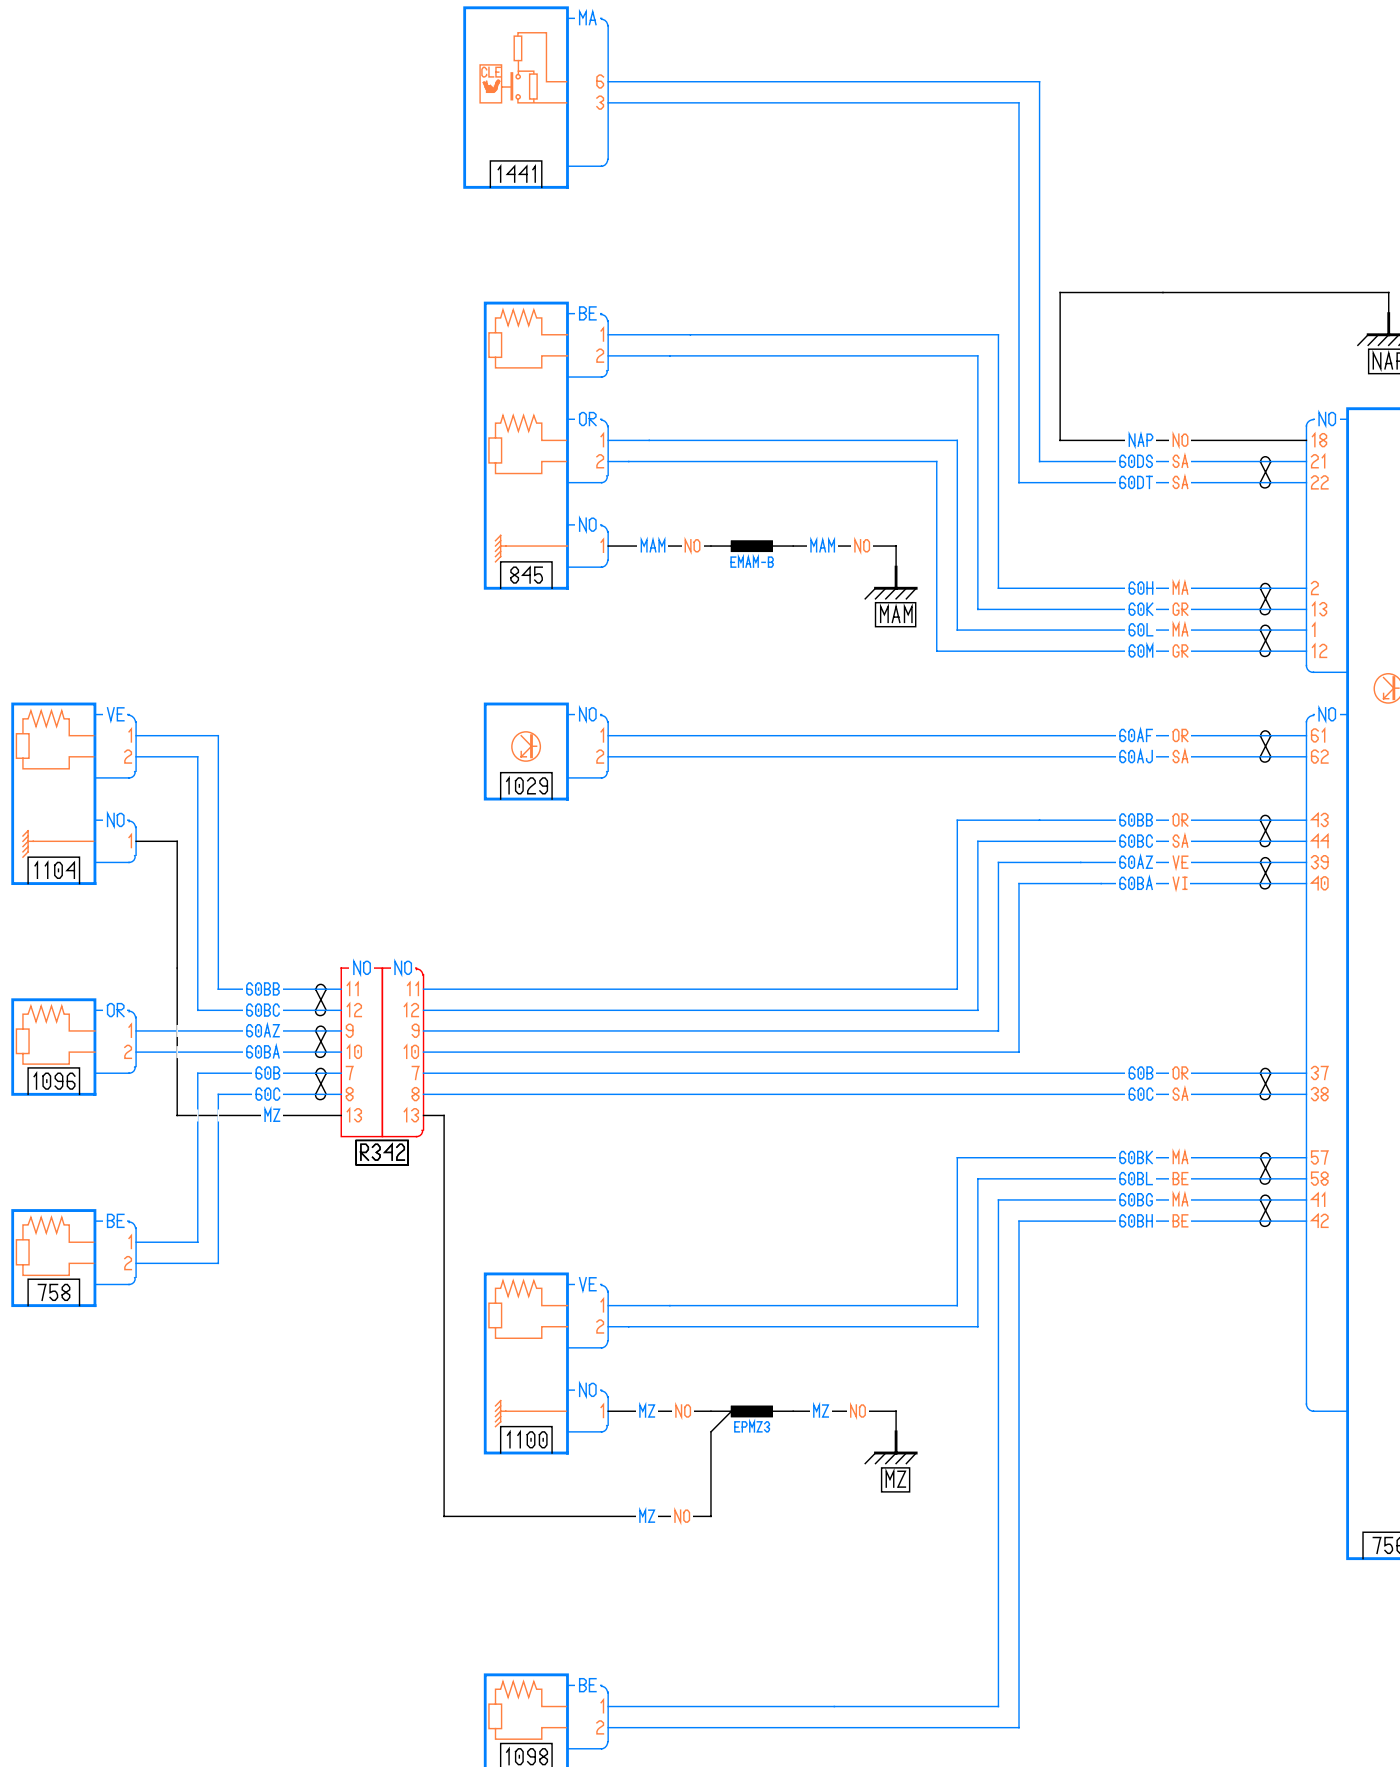 MA
CLE
6
3
1441
BE
1
2
OR
1
2
NO
1 MAM NO MAM NO
EMAM-B
845
MAM
NO
18 NAP NO
60DS SA 21
60DT SA 22
60H MA 2
60K GR 13
60L MA 1
60M GR 12
VE
1
2
NO
1
1104
NO
1
2
1029
NO
60AF OR 61
60AJ SA 62
60BB OR 43
60BC SA 44
60AZ VE 39
60BA VI 40
NO NO
60BB 11 11
60BC 12 12
60AZ 9 9
60BA 10 10
60B 7 7
60C 8 8
MZ 13 13
R342
OR
1
2
1096
60B OR 37
60C SA 38
60BK MA 57
60BL BE 58
60BG MA 41
60BH BE 42
BE
1
2
758
VE
1
2
NO
1 MZ NO MZ NO
EPMZ3
1100
MZ
MZ NO
BE
1
2
1098